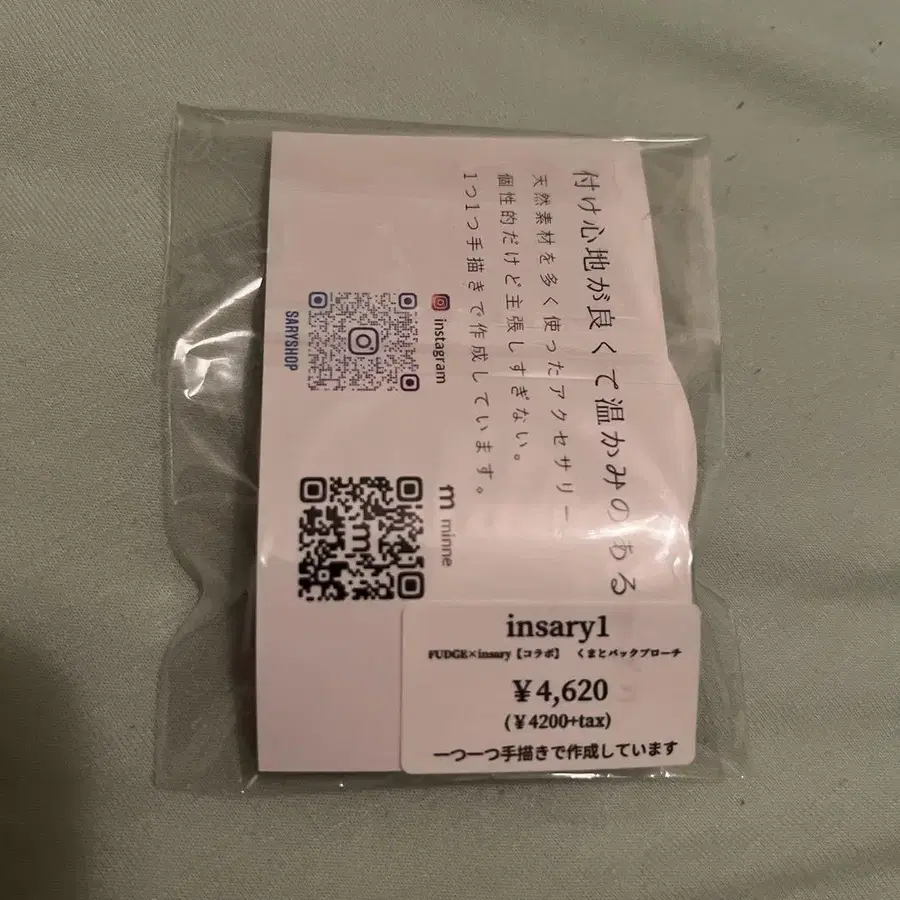 付け心地が良くて温かみのある
天然素材を多く使ったアクセサリー
個性的だけど主張しすぎない。
1つ1つ手描きで作成しています。
instagram
SARYSHOP
m minne
m
insary1
FUDGE×insary【コラボ】 くまとバックブローチ
￥4,620
(￥4200+tax)
一つ一つ手描きで作成しています